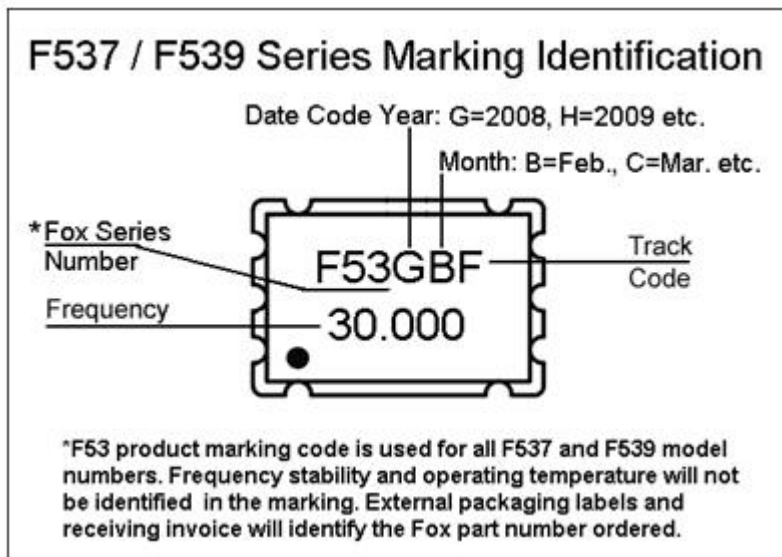 F537 / F539 Series Marking Identification
Date Code Year: G=2008, H=2009 etc.
Month: B=Feb., C=Mar. etc.
*Fox Series
Number
F53GBF
Track
Code
Frequency
30.000
*F53 product marking code is used for all F537 and F539 model
numbers. Frequency stability and operating temperature will not
be identified in the marking. External packaging labels and
receiving invoice will identify the Fox part number ordered.